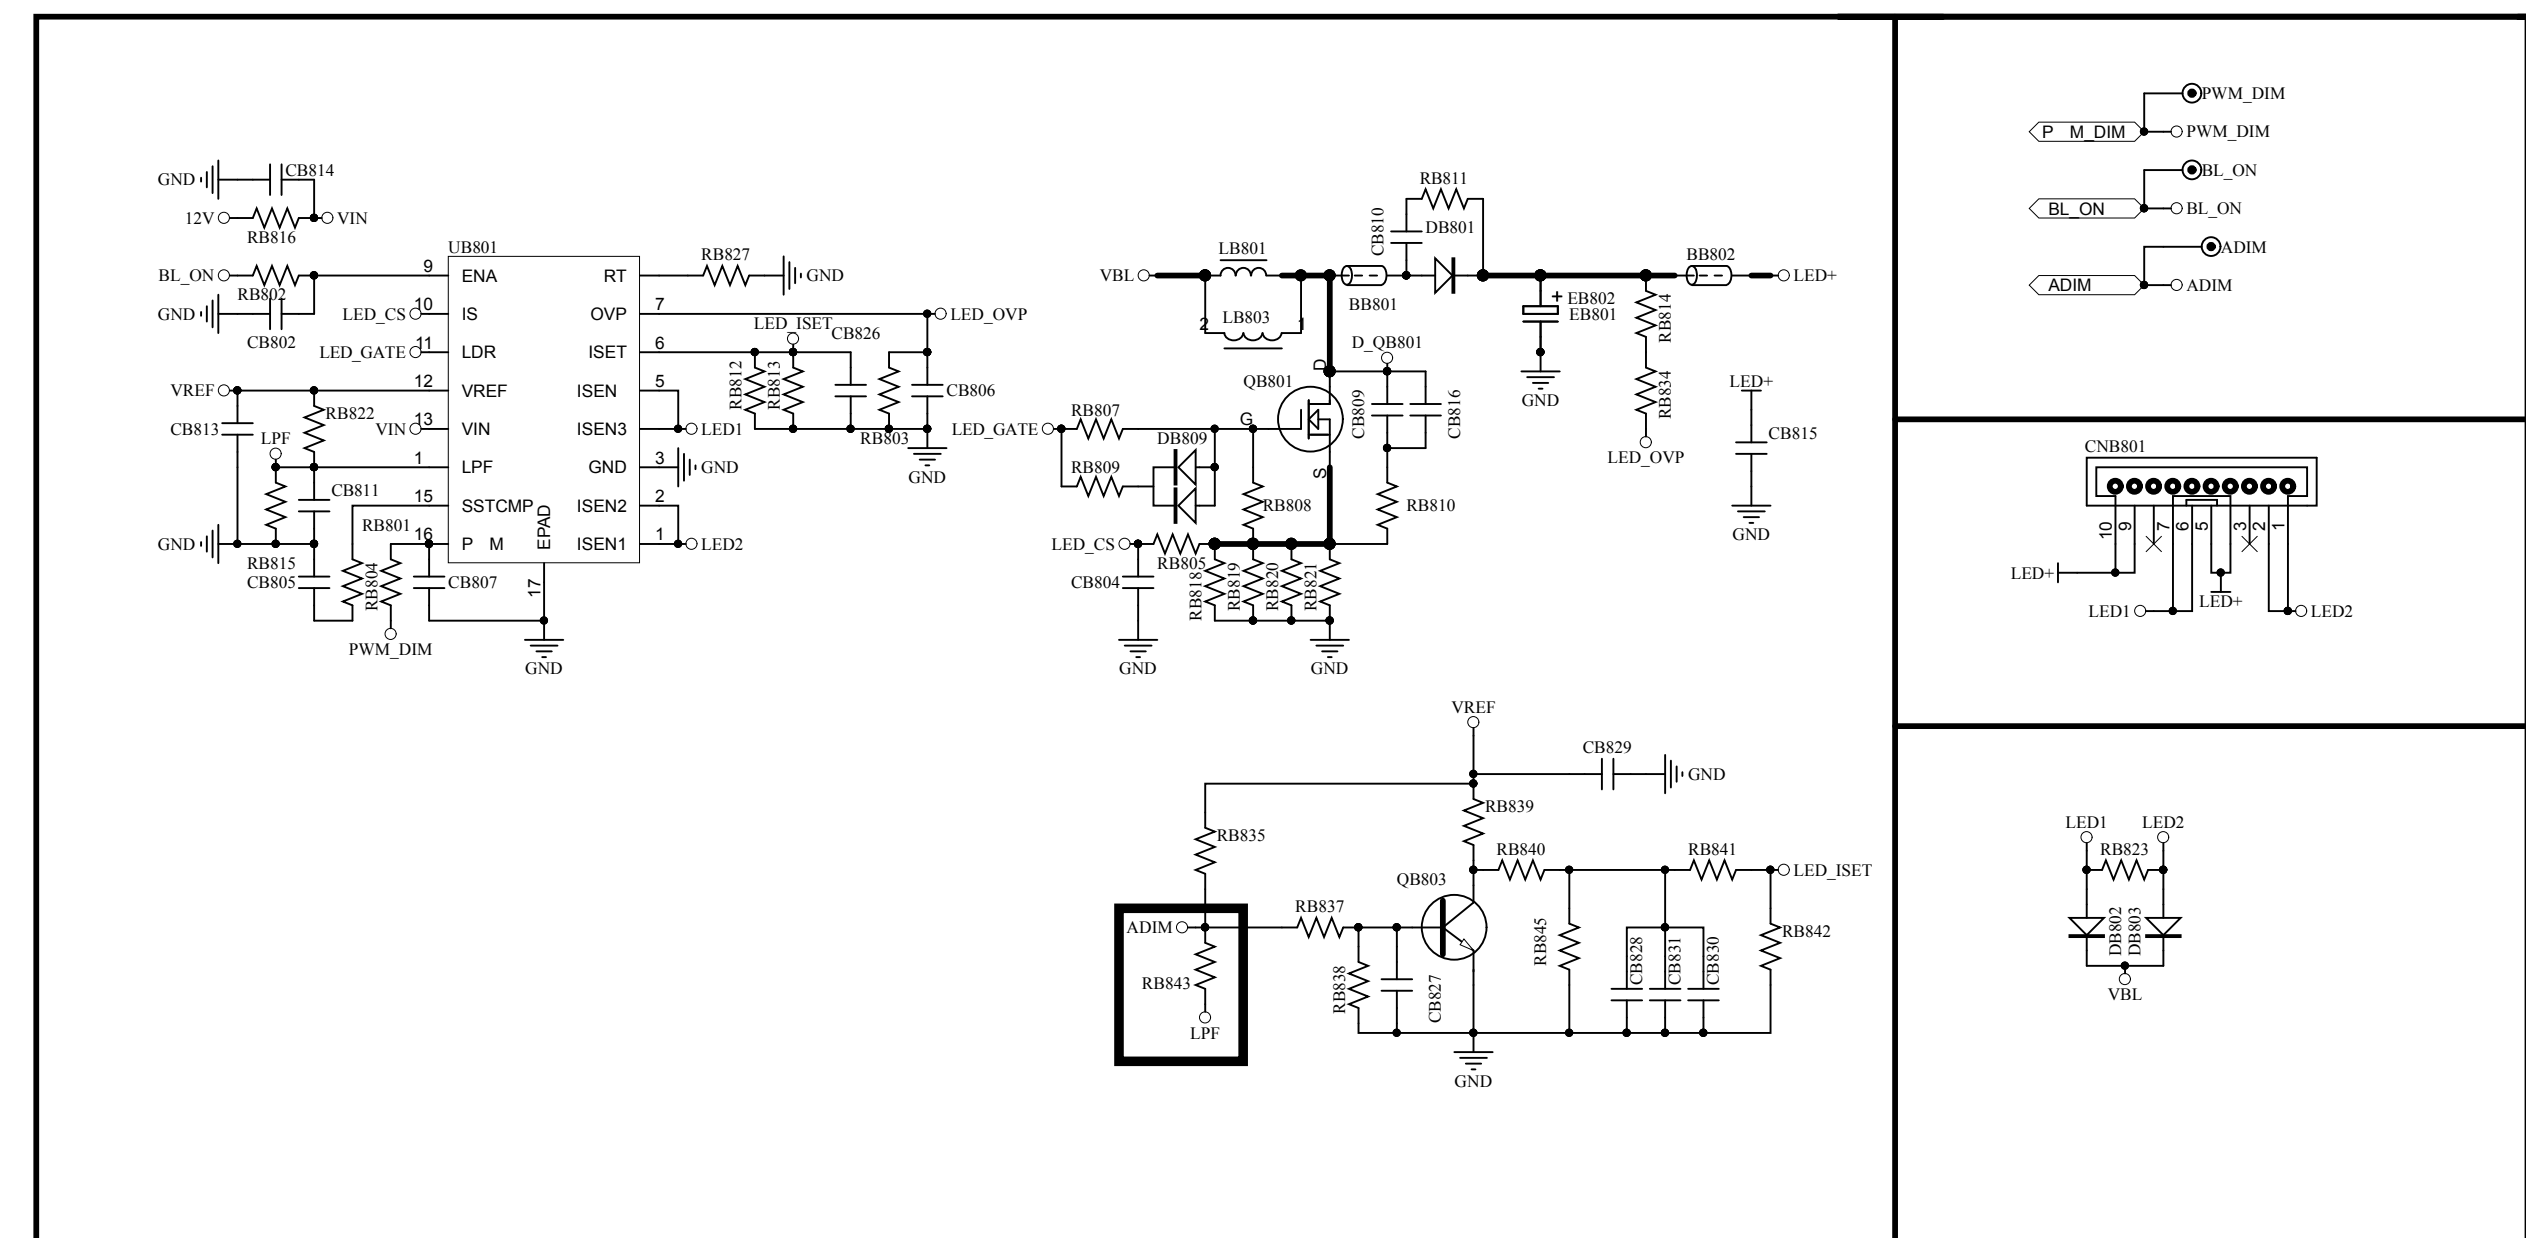 GND
CB814
12V
RB816
VIN
UB801
BL_ON
RB802
9
ENA
RT
RB827
GND
GND
CB802
LED_CS
10
IS
OVP
7
LED_OVP
LED_GATE
11
LDR
ISET
6
LED_ISET
CB826
RB812
RB813
RB803
CB806
GND
VREF
12
VREF
ISEN
5
CB813
RB822
VIN
13
VIN
ISEN3
4
LED1
LPF
1
LPF
GND
3
GND
CB811
15
SSTCMP
ISEN2
2
RB801
16
P M
EPAD
ISEN1
1
LED2
GND
RB815
CB805
RB804
CB807
17
PWM_DIM
GND
RB811
CB810
DB801
VBL
LB801
BB801
BB802
LED+
2
LB803
1
EB802
EB801
+
RB814
GND
RB834
LED_OVP
D_QB801
D
QB801
G
S
CB809
CB816
LED+
CB815
GND
LED_GATE
RB807
DB809
RB809
RB808
RB810
LED_CS
RB805
CB804
RB818
RB819
RB820
RB821
GND
GND
VREF
CB829
GND
RB839
RB835
RB840
RB841
LED_ISET
QB803
ADIM
RB837
RB843
LPF
RB838
CB827
RB845
CB828
CB831
CB830
RB842
GND
PWM_DIM
P M_DIM
PWM_DIM
BL_ON
BL_ON
BL_ON
ADIM
ADIM
ADIM
CNB801
10
9
7
6
5
3
2
1
LED+
LED1
LED+
LED2
LED1
LED2
RB823
DB802
DB803
VBL